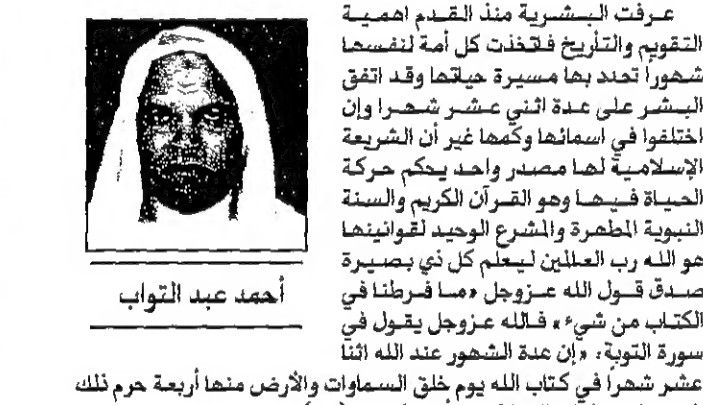 عرفت البشرية منذ القدم اهمية
التقويم والتأريخ فاتخذت كل أمة لنفسها
شهورا تحدد بها مسيرة حياتها وقد اتفق
البشر على عدة اثني عشر شهرا وإن
اختلفوا في اسمائها وكمها غير أن الشريعة
الإسلامية لها مصدر واحد يحكم حركة
الحياة فيها وهو القرآن الكريم والسنة
النبوية المطهرة والمشرع الوحيد لقوانينها
هو الله رب العالمين ليعلم كل ذي بصيرة
صدق قول الله عزوجل «ما فرطنا في
الكتاب من شيء» فالله عزوجل يقول في
سورة التوبة: «إن عدة الشهور عند الله اثنا
عشر شهراً في كتاب الله يوم خلق السماوات والأرض منها أربعة حرم ذلك
أحمد عبد التواب